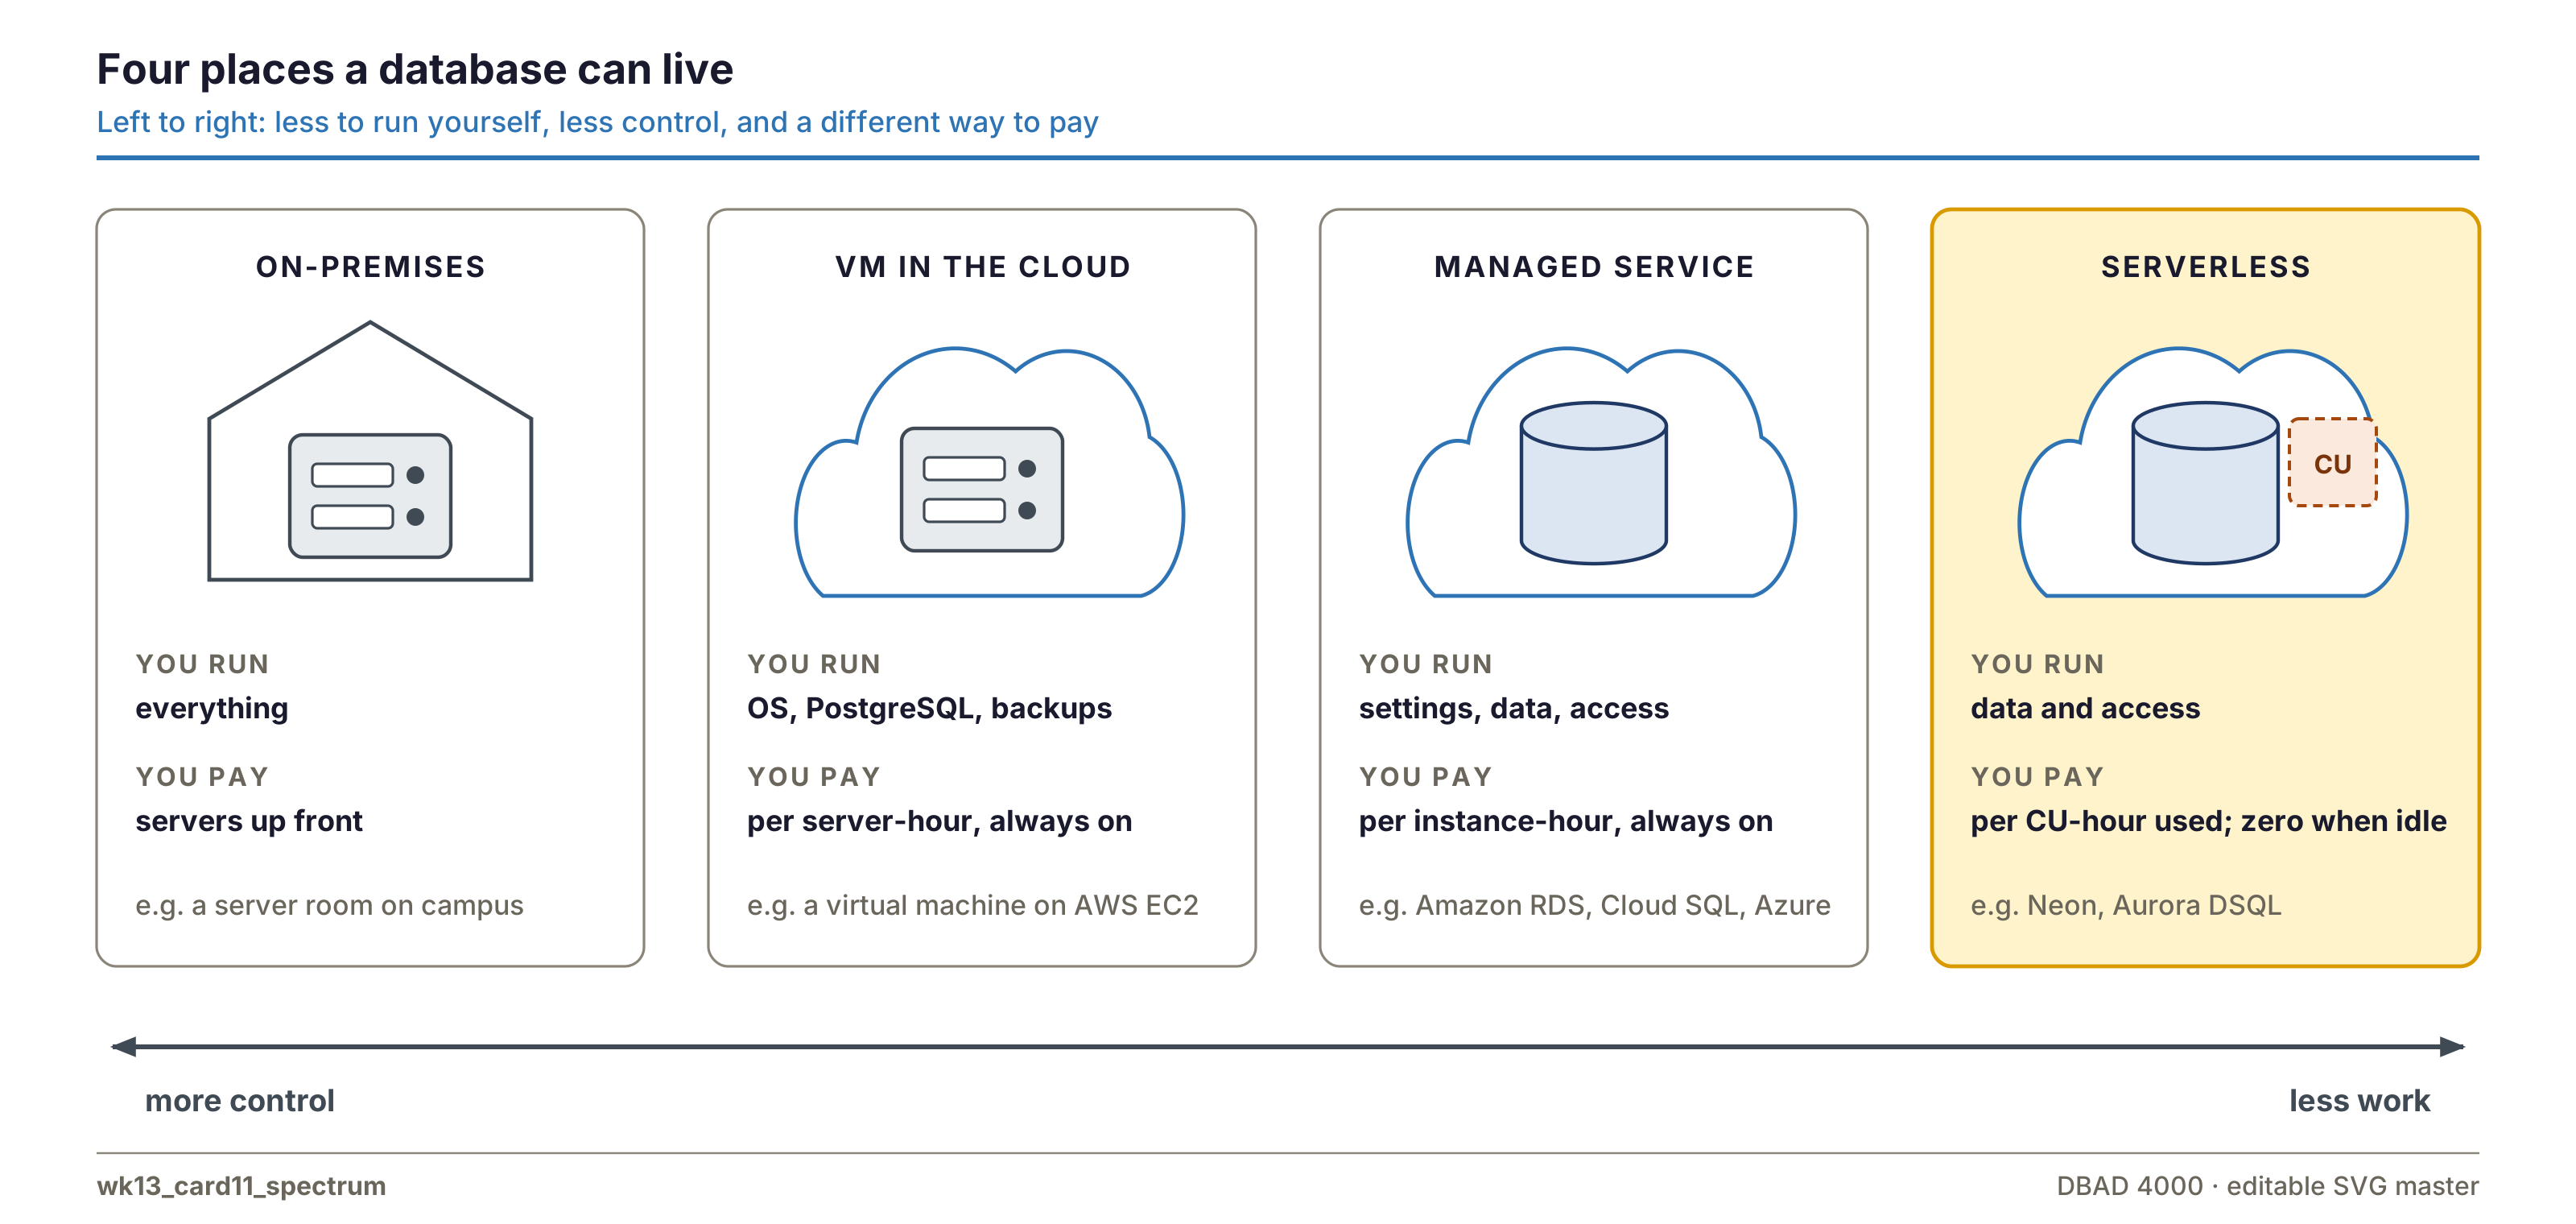 Four places a database can live
Left to right: less to run yourself, less control, and a different way to pay
ON-PREMISES
YOU RUN
everything
YOU PAY
servers up front
e.g. a server room on campus
VM IN THE CLOUD
YOU RUN
OS, PostgreSQL, backups
YOU PAY
per server-hour, always on
e.g. a virtual machine on AWS EC2
MANAGED SERVICE
YOU RUN
settings, data, access
YOU PAY
per instance-hour, always on
e.g. Amazon RDS, Cloud SQL, Azure
SERVERLESS
CU
YOU RUN
data and access
YOU PAY
per CU-hour used; zero when idle
e.g. Neon, Aurora DSQL
more control
less work
wk13_card11_spectrum
DBAD 4000 · editable SVG master